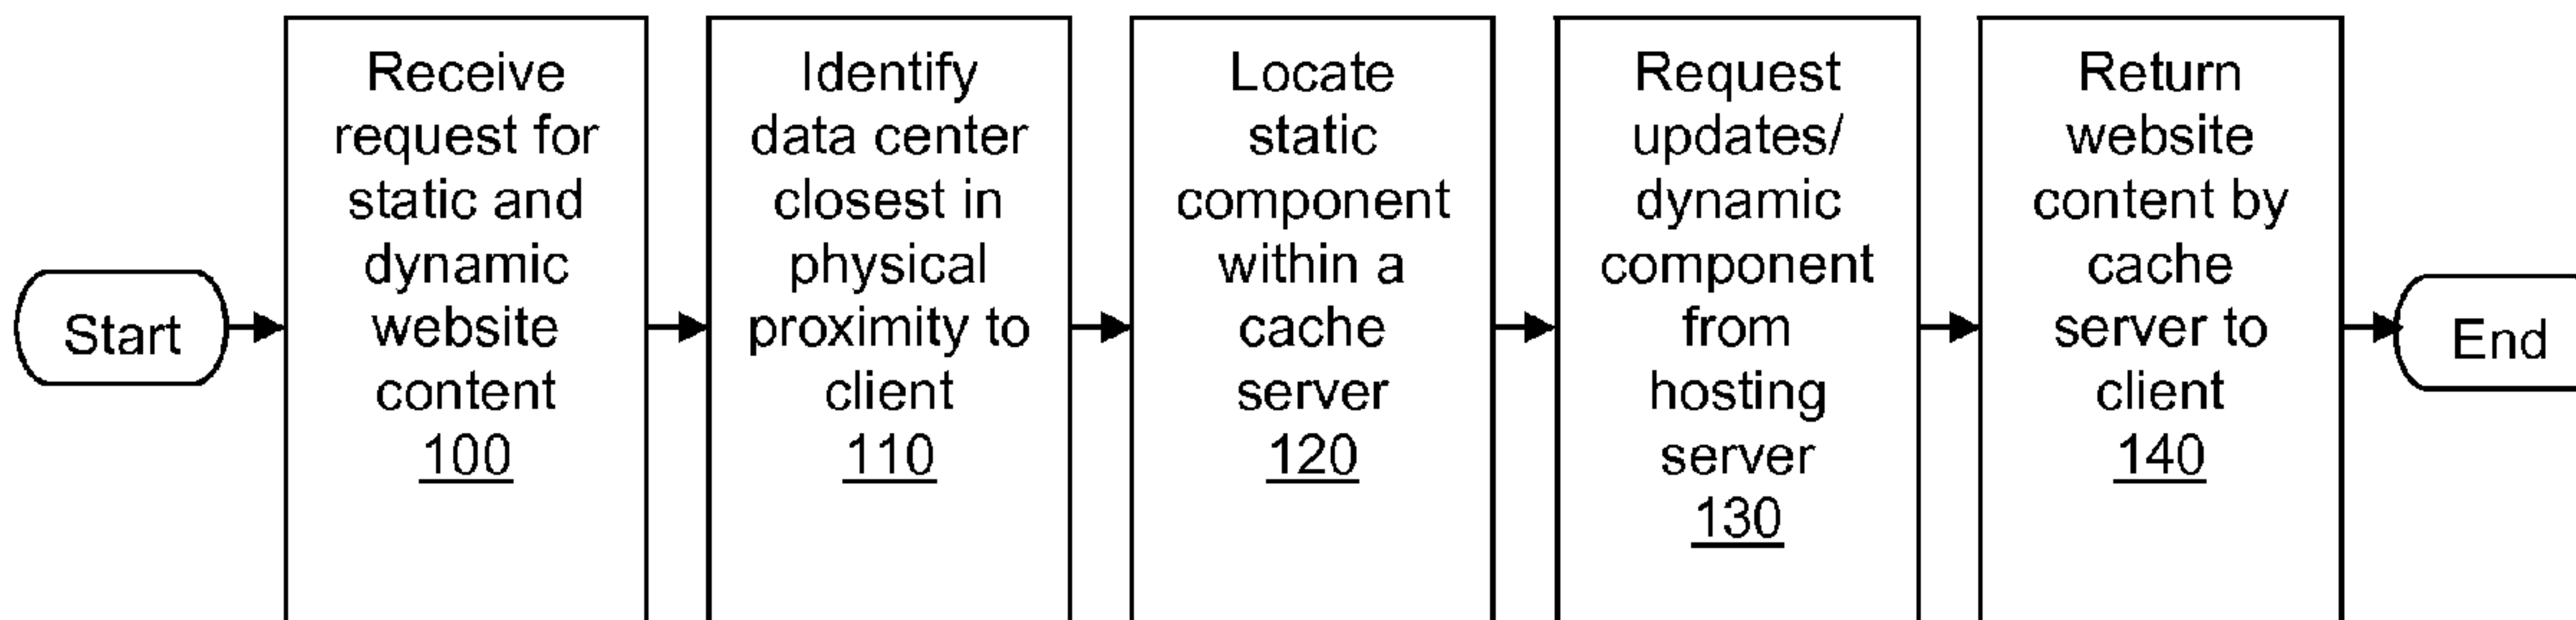 Start
Receive
request for
static and
dynamic
website
content
100
Identify
data center
closest in
physical
proximity to
client
110
Locate
static
component
within a
cache
server
120
Request
updates/
dynamic
component
from
hosting
server
130
Return
website
content by
cache
server to
client
140
End